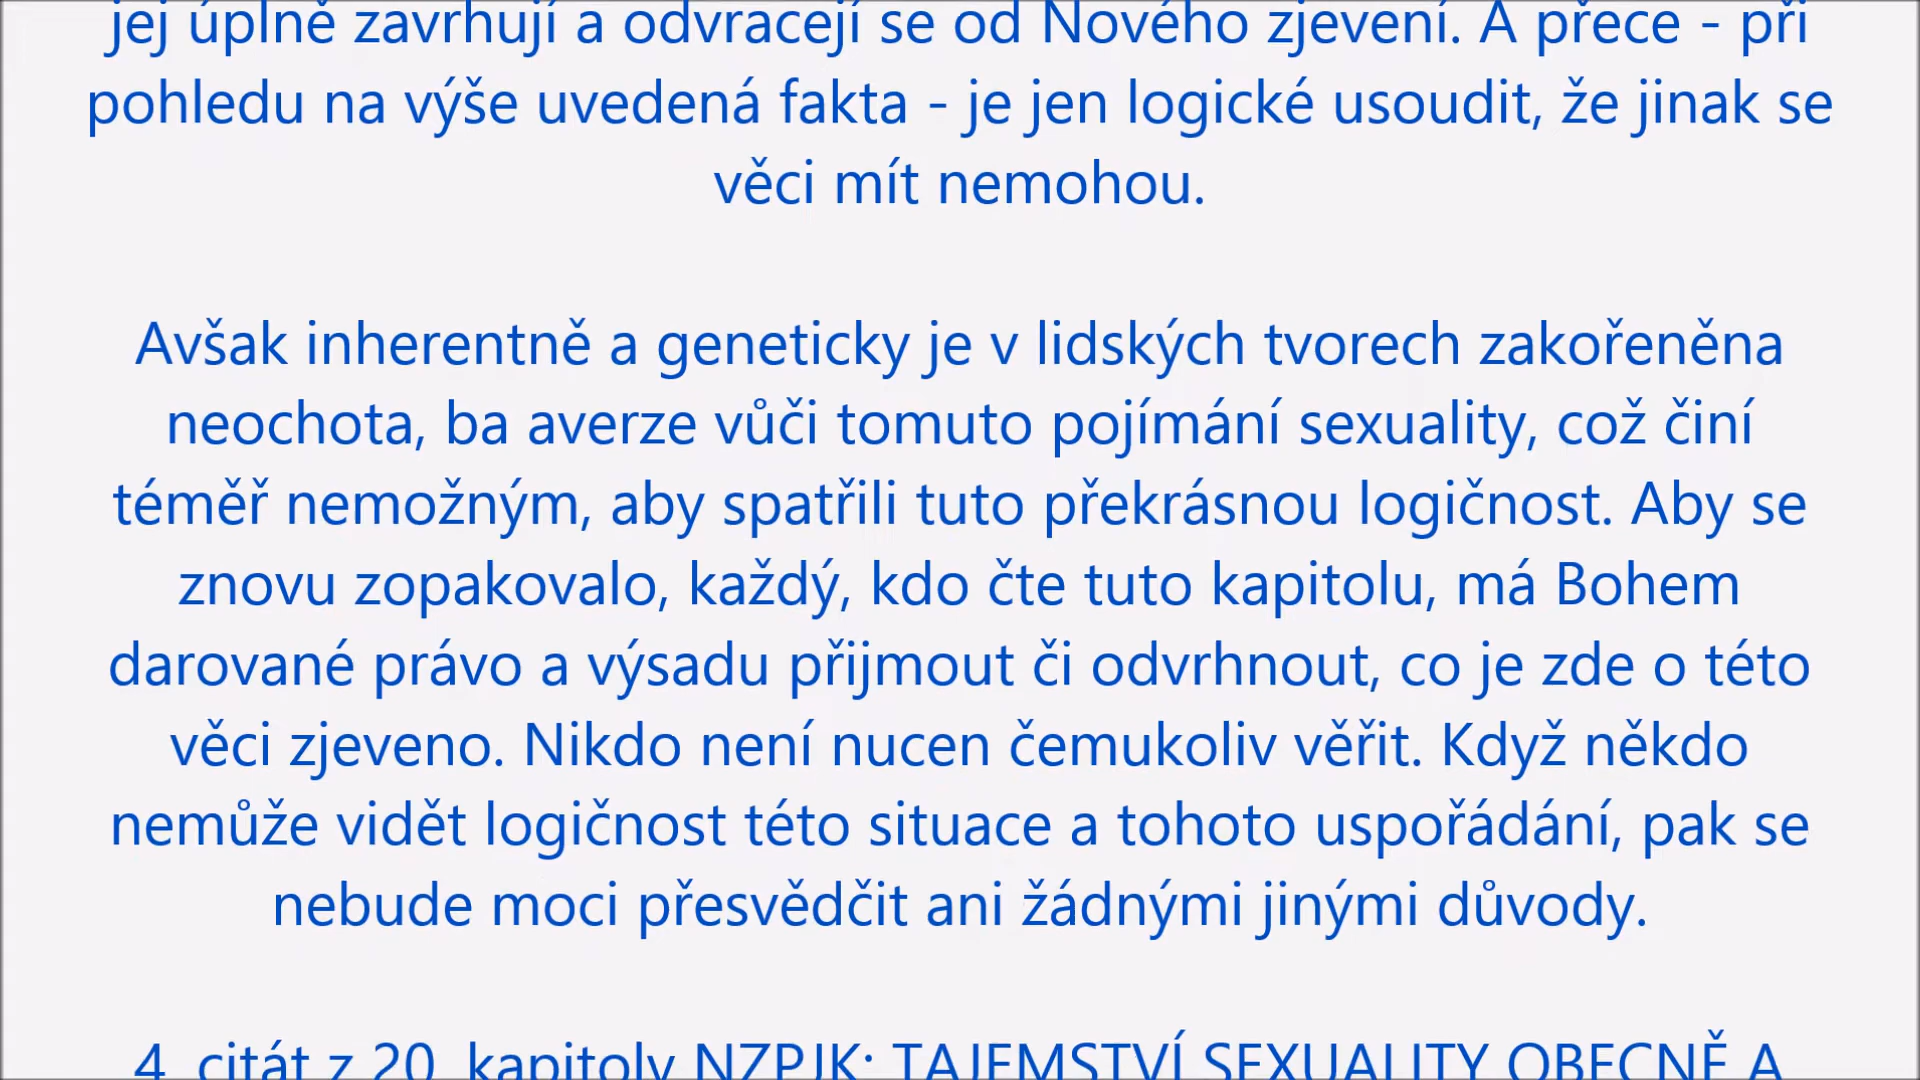 jej úplně zavrhují a odvracejí se od Nového zjevení. A přece - při
pohledu na výše uvedená fakta - je jen logické usoudit, že jinak se
věci mít nemohou.
Avšak inherentně a geneticky je v lidských tvorech zakořeněna
neochota, ba averze vůči tomuto pojímání sexuality, což činí
téměř nemožným, aby spatřili tuto překrásnou logičnost. Aby se
znovu zopakovalo, každý, kdo čte tuto kapitolu, má Bohem
darované právo a výsadu přijmout či odvrhnout, co je zde o této
věci zjeveno. Nikdo není nucen čemukoliv věřit. Když někdo
nemůže vidět logičnost této situace a tohoto uspořádání, pak se
nebude moci přesvědčit ani žádnými jinými důvody.
4. citát z 20. kapitoly NZPJK: TAJEMSTVÍ SEXUALITY OBECNĚ A